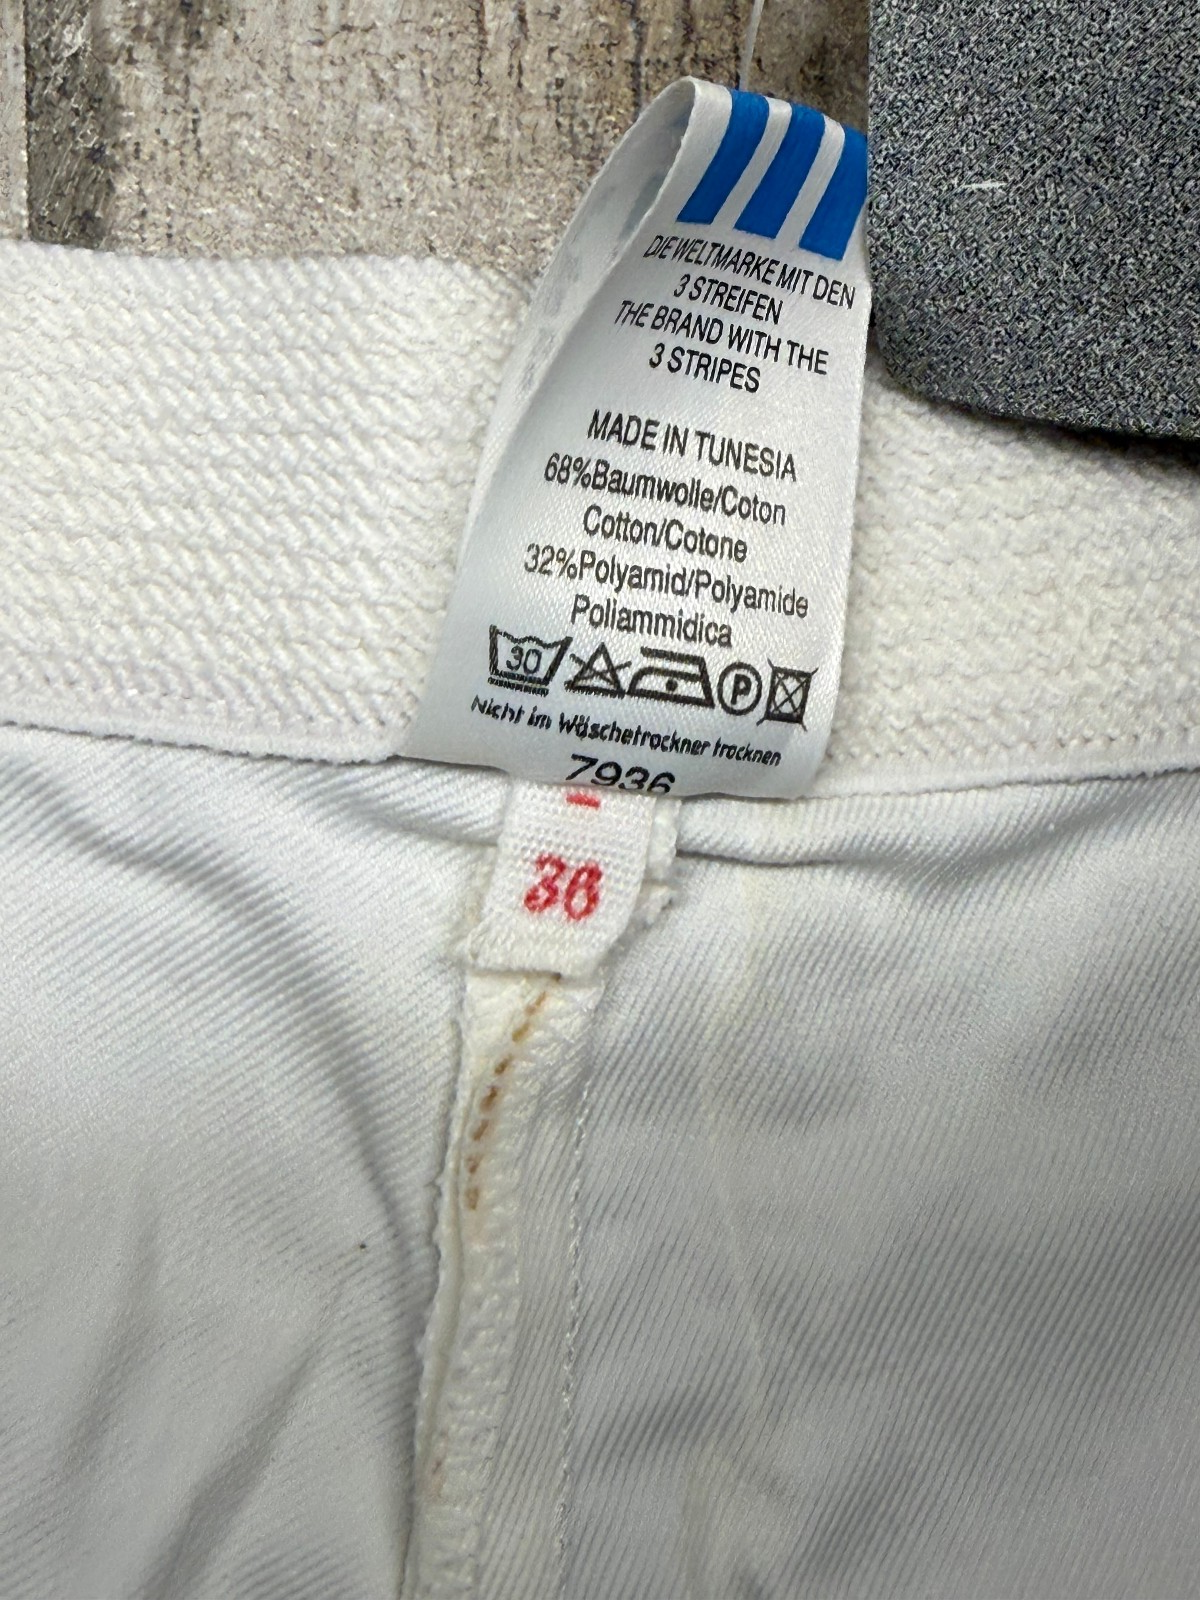 DIE WELTMARKE MIT DEN
3 STREIFEN
THE BRAND WITH THE
3 STRIPES
MADE IN TUNESIA
68%Baumwolle/Coton
Cotton/Cotone
32%Polyamid/Polyamide
Poliammidica
30
P
Nicht im Wäschetrockner trocknen
7936